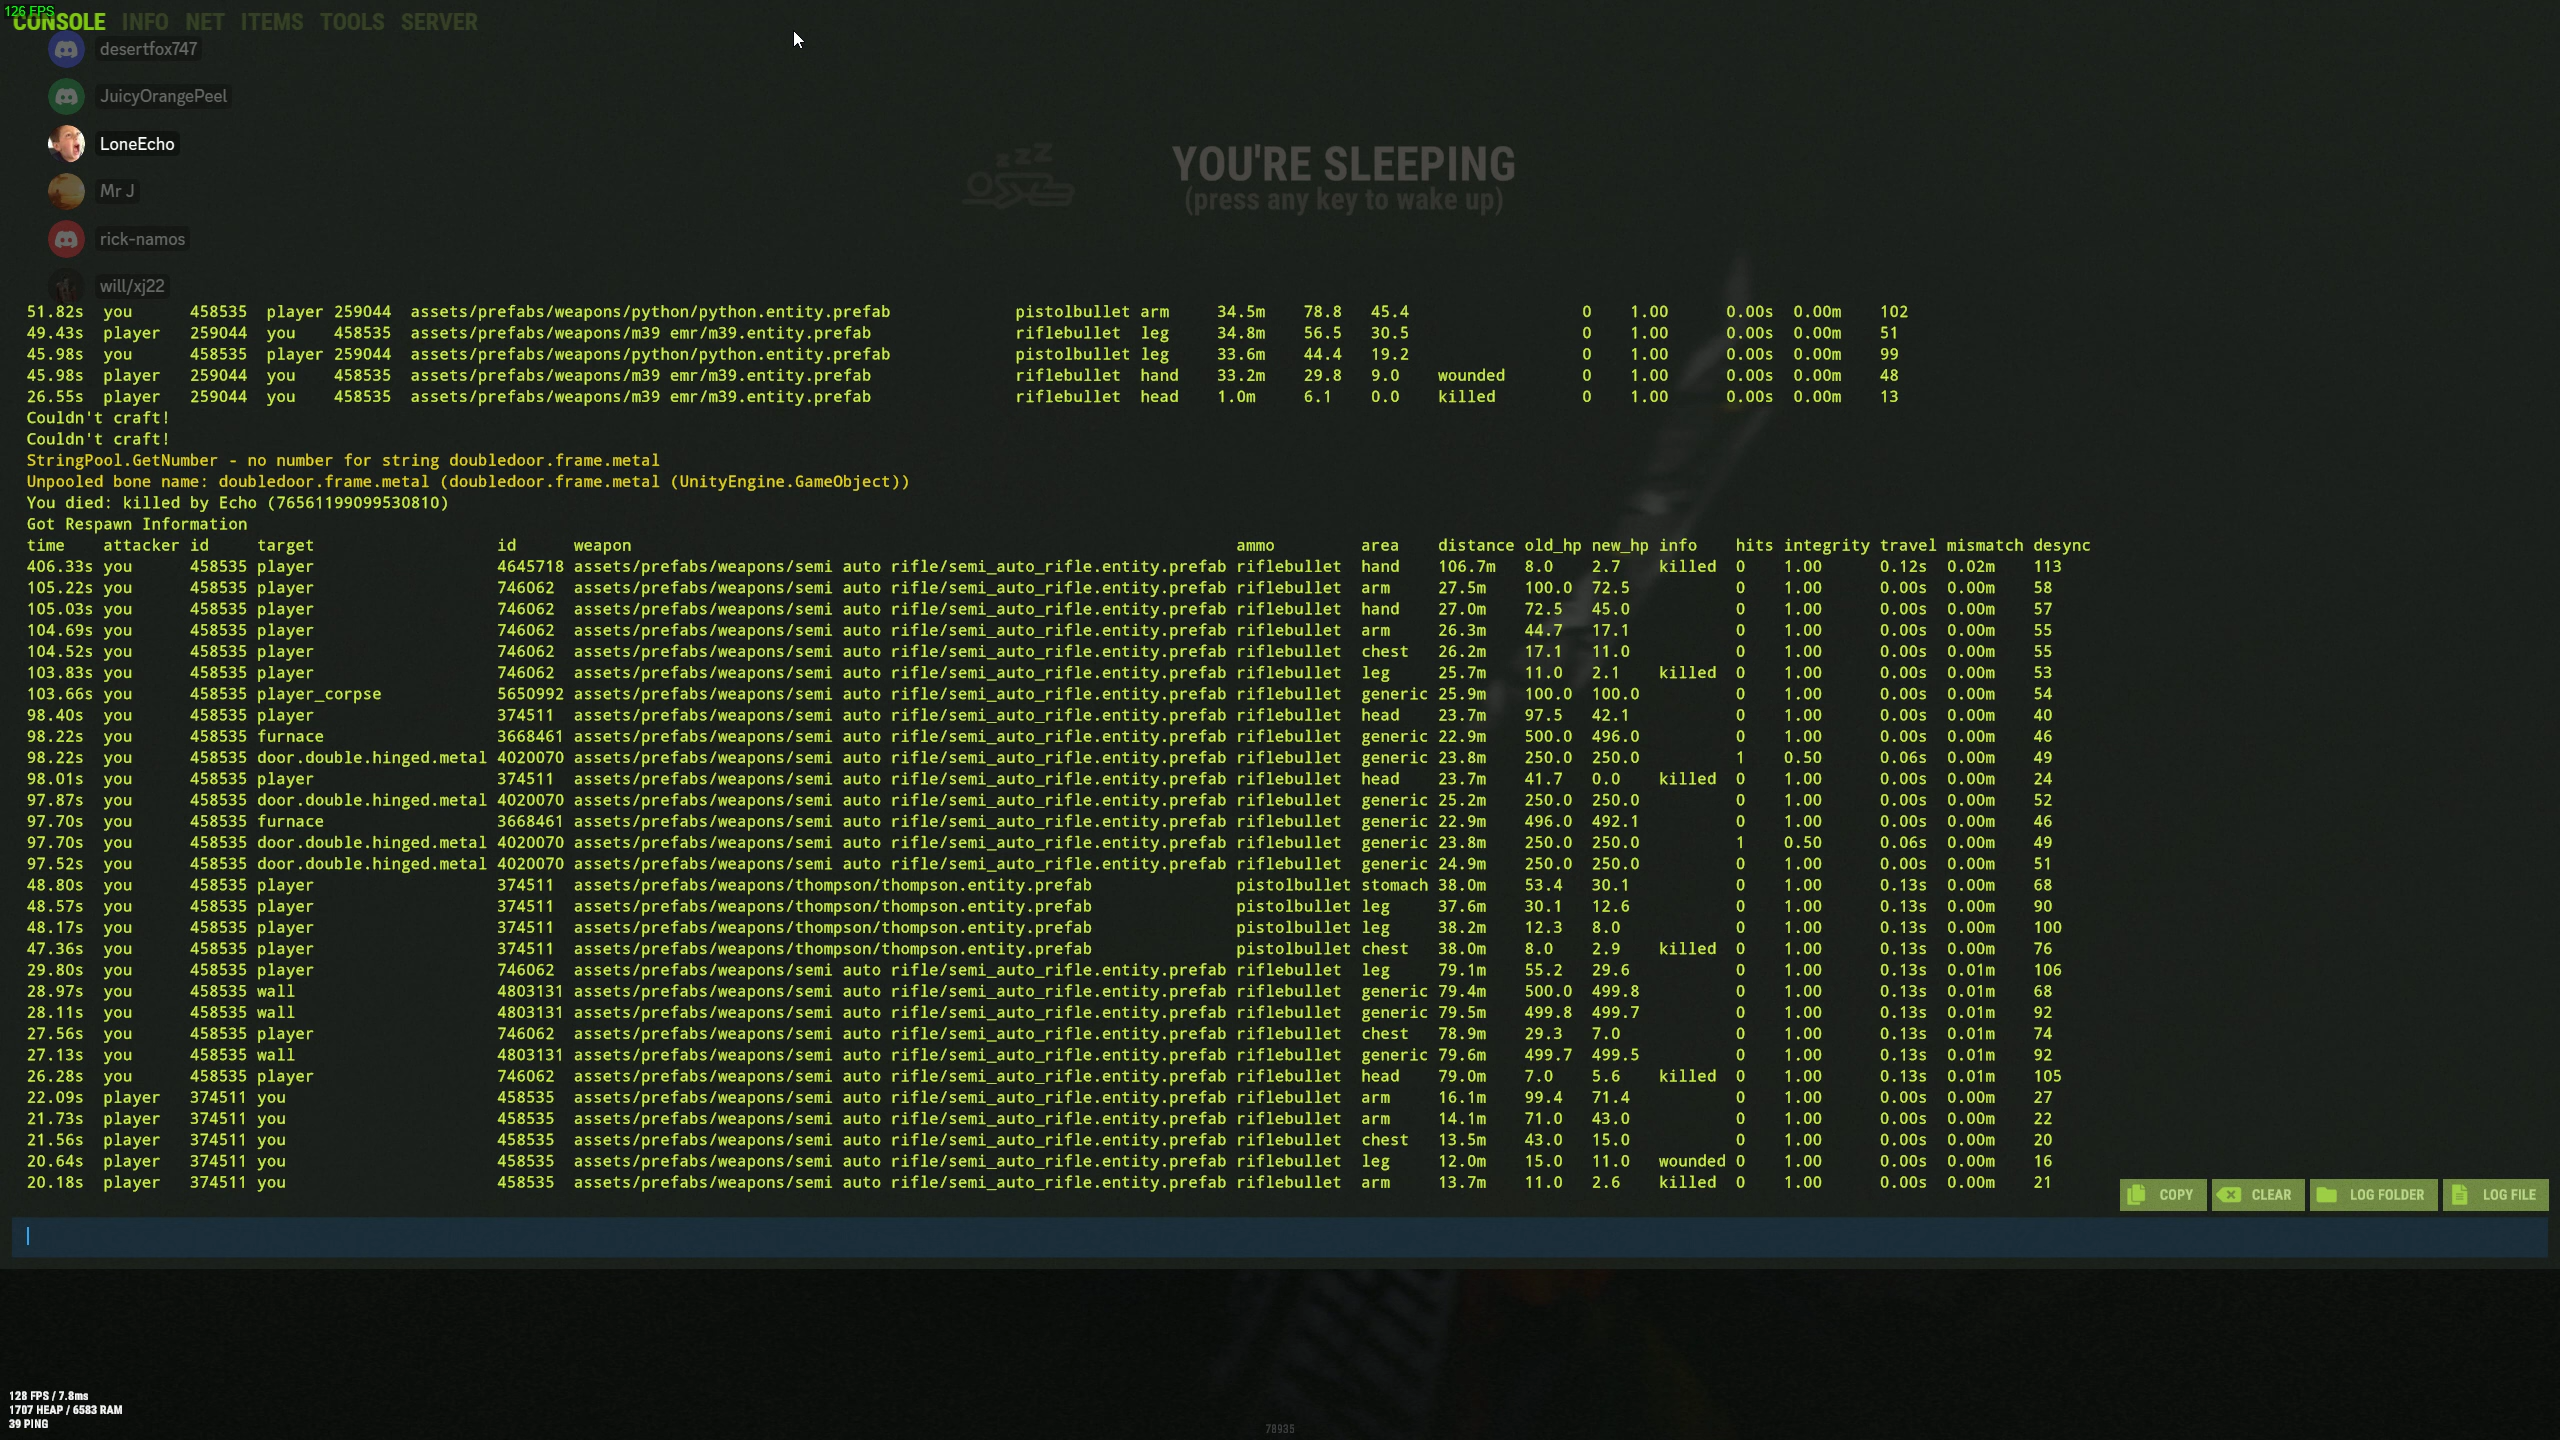 126 FPS
CONSOLE INFO NET ITEMS TOOLS SERVER
desertfox747
JuicyOrangePeel
LoneEcho
Mr J
rick-namos
will/xj22
YOU'RE SLEEPING
(press any key to wake up)
51.82s you 458535 player 259044 assets/prefabs/weapons/python/python.entity.prefab pistolbullet arm 34.5m 78.8 45.4 0 1.00 0.00s 0.00m 102
49.43s player 259044 you 458535 assets/prefabs/weapons/m39 emr/m39.entity.prefab riflebullet leg 34.8m 56.5 30.5 0 1.00 0.00s 0.00m 51
45.98s you 458535 player 259044 assets/prefabs/weapons/python/python.entity.prefab pistolbullet leg 33.6m 44.4 19.2 0 1.00 0.00s 0.00m 99
45.98s player 259044 you 458535 assets/prefabs/weapons/m39 emr/m39.entity.prefab riflebullet hand 33.2m 29.8 9.0 wounded 0 1.00 0.00s 0.00m 48
26.55s player 259044 you 458535 assets/prefabs/weapons/m39 emr/m39.entity.prefab riflebullet head 1.0m 6.1 0.0 killed 0 1.00 0.00s 0.00m 13
Couldn't craft!
Couldn't craft!
StringPool.GetNumber - no number for string doubledoor.frame.metal
Unpooled bone name: doubledoor.frame.metal (doubledoor.frame.metal (UnityEngine.GameObject))
You died: killed by Echo (76561199099530810)
Got Respawn Information
time attacker id target id weapon ammo area distance old_hp new_hp info hits integrity travel mismatch desync
406.33s you 458535 player 4645718 assets/prefabs/weapons/semi auto rifle/semi_auto_rifle.entity.prefab riflebullet hand 106.7m 8.0 2.7 killed 0 1.00 0.12s 0.02m 113
105.22s you 458535 player 746062 assets/prefabs/weapons/semi auto rifle/semi_auto_rifle.entity.prefab riflebullet arm 27.5m 100.0 72.5 0 1.00 0.00s 0.00m 58
105.03s you 458535 player 746062 assets/prefabs/weapons/semi auto rifle/semi_auto_rifle.entity.prefab riflebullet hand 27.0m 72.5 45.0 0 1.00 0.00s 0.00m 57
104.69s you 458535 player 746062 assets/prefabs/weapons/semi auto rifle/semi_auto_rifle.entity.prefab riflebullet arm 26.3m 44.7 17.1 0 1.00 0.00s 0.00m 55
104.52s you 458535 player 746062 assets/prefabs/weapons/semi auto rifle/semi_auto_rifle.entity.prefab riflebullet chest 26.2m 17.1 11.0 0 1.00 0.00s 0.00m 55
103.83s you 458535 player 746062 assets/prefabs/weapons/semi auto rifle/semi_auto_rifle.entity.prefab riflebullet leg 25.7m 11.0 2.1 killed 0 1.00 0.00s 0.00m 53
103.66s you 458535 player_corpse 5650992 assets/prefabs/weapons/semi auto rifle/semi_auto_rifle.entity.prefab riflebullet generic 25.9m 100.0 100.0 0 1.00 0.00s 0.00m 54
98.40s you 458535 player 374511 assets/prefabs/weapons/semi auto rifle/semi_auto_rifle.entity.prefab riflebullet head 23.7m 97.5 42.1 0 1.00 0.00s 0.00m 40
98.22s you 458535 furnace 3668461 assets/prefabs/weapons/semi auto rifle/semi_auto_rifle.entity.prefab riflebullet generic 22.9m 500.0 496.0 0 1.00 0.00s 0.00m 46
98.22s you 458535 door.double.hinged.metal 4020070 assets/prefabs/weapons/semi auto rifle/semi_auto_rifle.entity.prefab riflebullet generic 23.8m 250.0 250.0 1 0.50 0.06s 0.00m 49
98.01s you 458535 player 374511 assets/prefabs/weapons/semi auto rifle/semi_auto_rifle.entity.prefab riflebullet head 23.7m 41.7 0.0 killed 0 1.00 0.00s 0.00m 24
97.87s you 458535 door.double.hinged.metal 4020070 assets/prefabs/weapons/semi auto rifle/semi_auto_rifle.entity.prefab riflebullet generic 25.2m 250.0 250.0 0 1.00 0.00s 0.00m 52
97.70s you 458535 furnace 3668461 assets/prefabs/weapons/semi auto rifle/semi_auto_rifle.entity.prefab riflebullet generic 22.9m 496.0 492.1 0 1.00 0.00s 0.00m 46
97.70s you 458535 door.double.hinged.metal 4020070 assets/prefabs/weapons/semi auto rifle/semi_auto_rifle.entity.prefab riflebullet generic 23.8m 250.0 250.0 1 0.50 0.06s 0.00m 49
97.52s you 458535 door.double.hinged.metal 4020070 assets/prefabs/weapons/semi auto rifle/semi_auto_rifle.entity.prefab riflebullet generic 24.9m 250.0 250.0 0 1.00 0.00s 0.00m 51
48.80s you 458535 player 374511 assets/prefabs/weapons/thompson/thompson.entity.prefab pistolbullet stomach 38.0m 53.4 30.1 0 1.00 0.13s 0.00m 68
48.57s you 458535 player 374511 assets/prefabs/weapons/thompson/thompson.entity.prefab pistolbullet leg 37.6m 30.1 12.6 0 1.00 0.13s 0.00m 90
48.17s you 458535 player 374511 assets/prefabs/weapons/thompson/thompson.entity.prefab pistolbullet leg 38.2m 12.3 8.0 0 1.00 0.13s 0.00m 100
47.36s you 458535 player 374511 assets/prefabs/weapons/thompson/thompson.entity.prefab pistolbullet chest 38.0m 8.0 2.9 killed 0 1.00 0.13s 0.00m 76
29.80s you 458535 player 746062 assets/prefabs/weapons/semi auto rifle/semi_auto_rifle.entity.prefab riflebullet leg 79.1m 55.2 29.6 0 1.00 0.13s 0.01m 106
28.97s you 458535 wall 4803131 assets/prefabs/weapons/semi auto rifle/semi_auto_rifle.entity.prefab riflebullet generic 79.4m 500.0 499.8 0 1.00 0.13s 0.01m 68
28.11s you 458535 wall 4803131 assets/prefabs/weapons/semi auto rifle/semi_auto_rifle.entity.prefab riflebullet generic 79.5m 499.8 499.7 0 1.00 0.13s 0.01m 92
27.56s you 458535 player 746062 assets/prefabs/weapons/semi auto rifle/semi_auto_rifle.entity.prefab riflebullet chest 78.9m 29.3 7.0 0 1.00 0.13s 0.01m 74
27.13s you 458535 wall 4803131 assets/prefabs/weapons/semi auto rifle/semi_auto_rifle.entity.prefab riflebullet generic 79.6m 499.7 499.5 0 1.00 0.13s 0.01m 92
26.28s you 458535 player 746062 assets/prefabs/weapons/semi auto rifle/semi_auto_rifle.entity.prefab riflebullet head 79.0m 7.0 5.6 killed 0 1.00 0.13s 0.01m 105
22.09s player 374511 you 458535 assets/prefabs/weapons/semi auto rifle/semi_auto_rifle.entity.prefab riflebullet arm 16.1m 99.4 71.4 0 1.00 0.00s 0.00m 27
21.73s player 374511 you 458535 assets/prefabs/weapons/semi auto rifle/semi_auto_rifle.entity.prefab riflebullet arm 14.1m 71.0 43.0 0 1.00 0.00s 0.00m 22
21.56s player 374511 you 458535 assets/prefabs/weapons/semi auto rifle/semi_auto_rifle.entity.prefab riflebullet chest 13.5m 43.0 15.0 0 1.00 0.00s 0.00m 20
20.64s player 374511 you 458535 assets/prefabs/weapons/semi auto rifle/semi_auto_rifle.entity.prefab riflebullet leg 12.0m 15.0 11.0 wounded 0 1.00 0.00s 0.00m 16
20.18s player 374511 you 458535 assets/prefabs/weapons/semi auto rifle/semi_auto_rifle.entity.prefab riflebullet arm 13.7m 11.0 2.6 killed 0 1.00 0.00s 0.00m 21
COPY CLEAR LOG FOLDER LOG FILE
128 FPS / 7.8ms
1707 HEAP / 6583 RAM
39 PING
78935